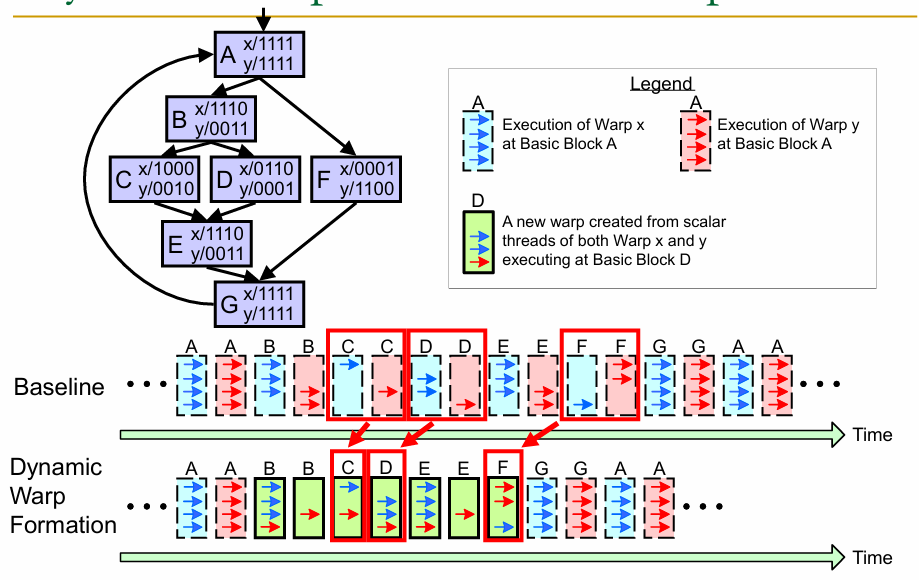 A x/1111
y/1111
B x/1110
y/0011
C x/1000
y/0010
D x/0110
y/0001
F x/0001
y/1100
E x/1110
y/0011
G x/1111
y/1111
Legend
A
Execution of Warp x
at Basic Block A
A
Execution of Warp y
at Basic Block A
D
A new warp created from scalar
threads of both Warp x and y
executing at Basic Block D
A A B B C C D D E E F F G G A A
Baseline
Time
A A B B C D E E F G G A A
Dynamic
Warp
Formation
Time